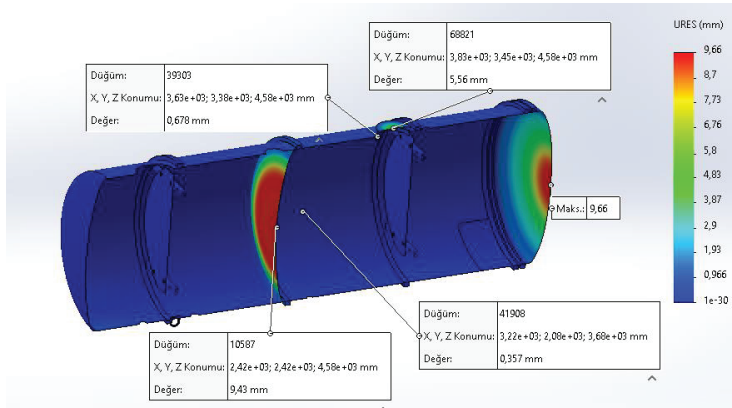 URES (mm)
9,66
8,7
7,73
6,76
5,8
4,83
3,87
2,9
1,93
0,966
1e-30
Düğüm: 68821
X, Y, Z Konumu: 3,83e+03; 3,45e+03; 4,58e+03 mm
Değer: 5,56 mm
Düğüm: 39303
X, Y, Z Konumu: 3,63e+03; 3,38e+03; 4,58e+03 mm
Değer: 0,678 mm
Maks.: 9,66
Düğüm: 41908
X, Y, Z Konumu: 3,22e+03; 2,08e+03; 3,68e+03 mm
Değer: 0,357 mm
Düğüm: 10587
X, Y, Z Konumu: 2,42e+03; 2,42e+03; 4,58e+03 mm
Değer: 9,43 mm